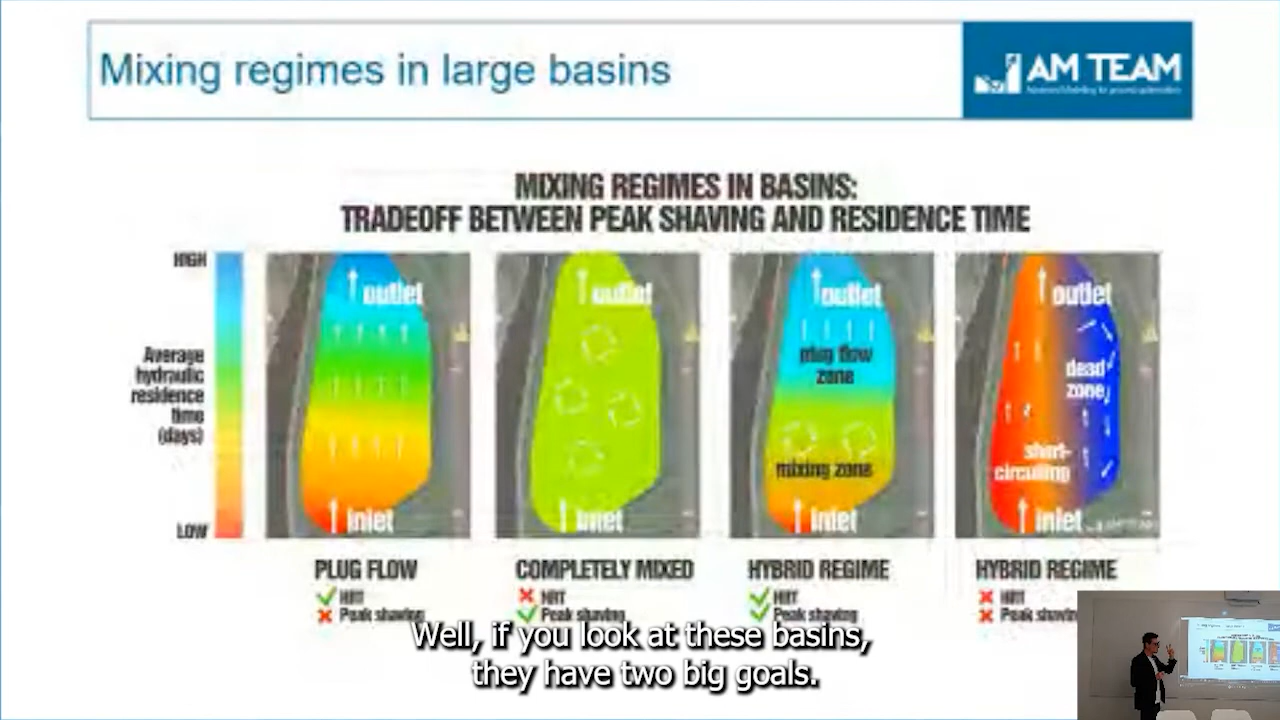 Mixing regimes in large basins
AM TEAM
MIXING REGIMES IN BASINS:
TRADEOFF BETWEEN PEAK SHAVING AND RESIDENCE TIME
HIGH
Average
hydraulic
residence
time
(days)
LOW
outlet
inlet
PLUG FLOW
HRT
Peak shaving
outlet
inlet
COMPLETELY MIXED
HRT
Peak shaving
outlet
plug flow
zone
mixing zone
inlet
HYBRID REGIME
HRT
Peak shaving
outlet
dead
zone
short-
circuiting
inlet
HYBRID REGIME
HRT
Peak shaving
Well, if you look at these basins,
they have two big goals.